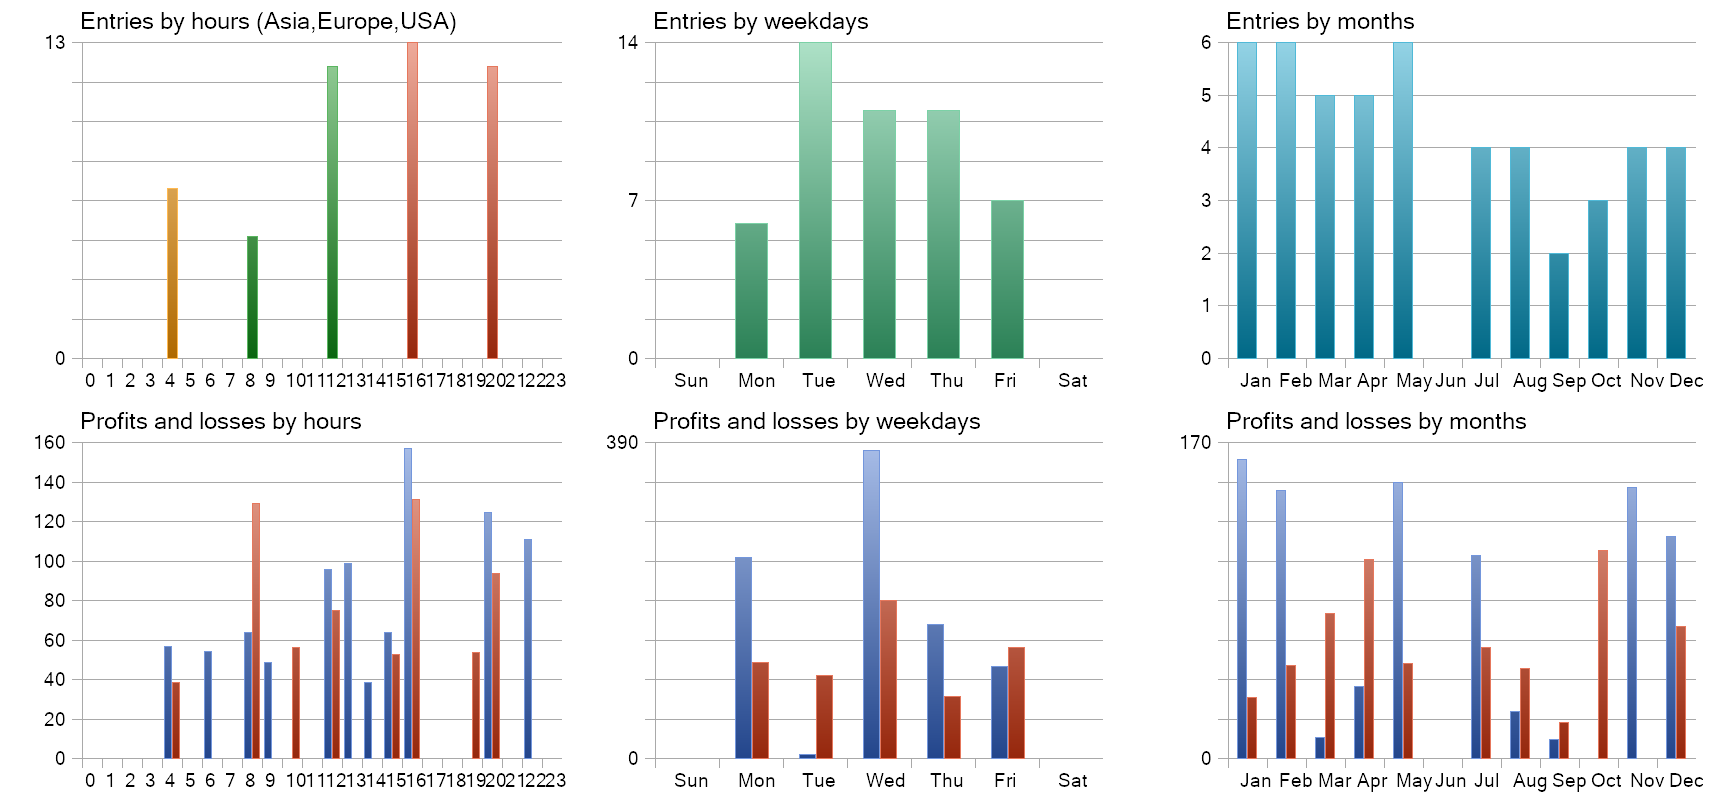 Entries by hours (Asia,Europe,USA)
13
0
0 1 2 3 4 5 6 7 8 9 10 11 12 13 14 15 16 17 18 19 20 21 22 23
Entries by weekdays
14
7
0
Sun Mon Tue Wed Thu Fri Sat
Entries by months
6
5
4
3
2
1
0
Jan Feb Mar Apr May Jun Jul Aug Sep Oct Nov Dec
Profits and losses by hours
160
140
120
100
80
60
40
20
0
0 1 2 3 4 5 6 7 8 9 10 11 12 13 14 15 16 17 18 19 20 21 22 23
Profits and losses by weekdays
390
0
Sun Mon Tue Wed Thu Fri Sat
Profits and losses by months
170
0
Jan Feb Mar Apr May Jun Jul Aug Sep Oct Nov Dec